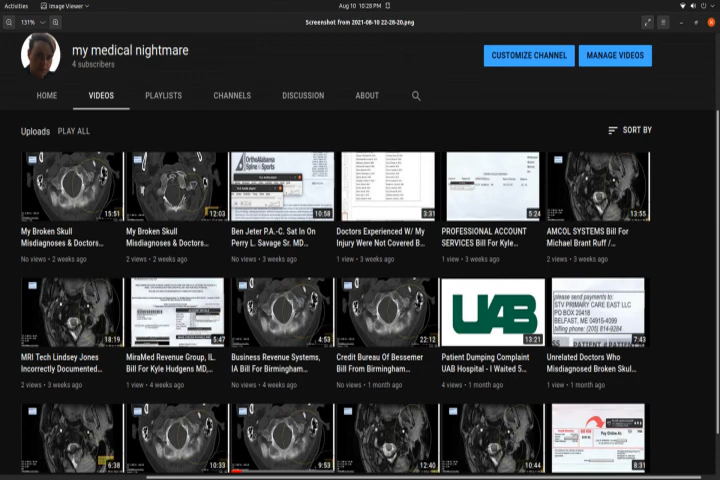 Activities Image Viewer Aug 10 10:28 PM
131% Screenshot from 2021-08-10 22-26-20.png
my medical nightmare
4 subscribers
CUSTOMIZE CHANNEL MANAGE VIDEOS
HOME VIDEOS PLAYLISTS CHANNELS DISCUSSION ABOUT
Uploads PLAY ALL SORT BY
OrthoAlabama
Spine & Sports
15:51 12:03 10:58 3:31 5:24 13:55
My Broken Skull My Broken Skull Ben Jeter P.A.-C. Sat In On Doctors Experienced W/ My PROFESSIONAL ACCOUNT AMCOL SYSTEMS Bill For
Misdiagnoses & Doctors... Misdiagnoses & Doctors... Perry L. Savage Sr. MD... Injury Were Not Covered B... SERVICES Bill For Kyle... Michael Brant Ruff /...
No views • 2 weeks ago 2 views • 2 weeks ago No views • 3 weeks ago 1 view • 3 weeks ago 1 view • 3 weeks ago 2 views • 3 weeks ago
UAB
please send payments to:
STV PRIMARY CARE EAST LLC
PO BOX 20418
BELFAST, ME 04915-4099
billing phone: (205) 814-9284
18:19 5:47 4:53 22:12 13:21 7:43
MRI Tech Lindsey Jones MiraMed Revenue Group, IL. Business Revenue Systems, Credit Bureau Of Bessemer Patient Dumping Complaint Unrelated Doctors Who
Incorrectly Documented... Bill For Kyle Hudgens MD,... IA Bill For Birmingham... Bill From Birmingham... UAB Hospital - I Waited 5... Misdiagnosed Broken Skul...
2 views • 3 weeks ago 1 view • 4 weeks ago No views • 4 weeks ago No views • 1 month ago 4 views • 1 month ago 1 view • 1 month ago
6:38 10:33 9:53 12:40 10:44 8:31